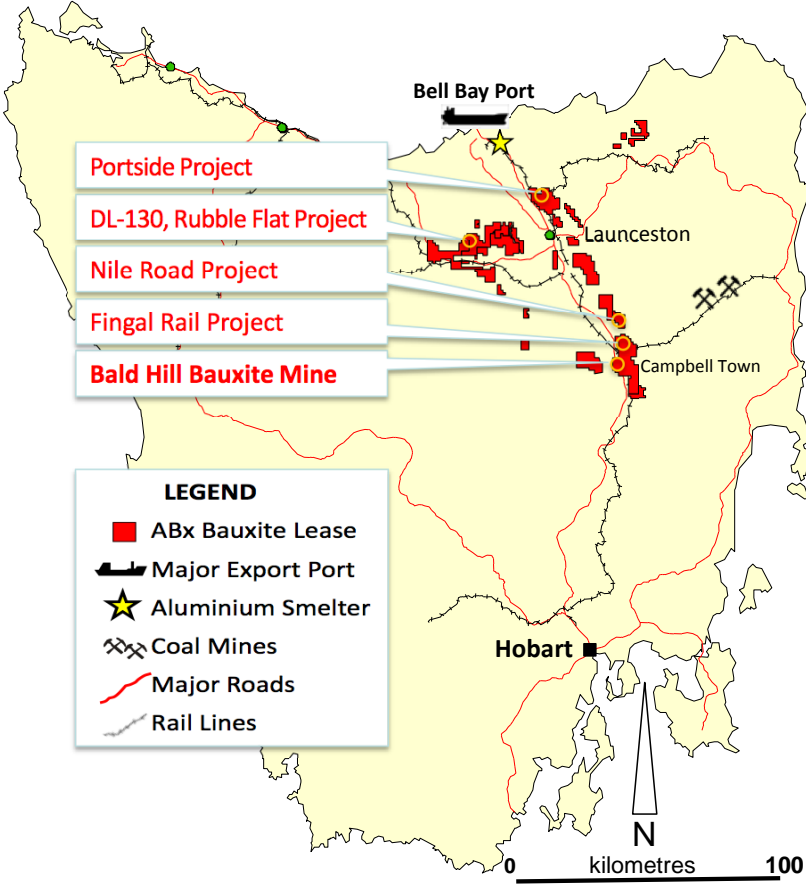 Bell Bay Port
Portside Project
DL-130, Rubble Flat Project
Launceston
Nile Road Project
Fingal Rail Project
Bald Hill Bauxite Mine
Campbell Town
LEGEND
ABx Bauxite Lease
Major Export Port
Aluminium Smelter
Coal Mines
Major Roads
Rail Lines
Hobart
N
0 kilometres 100